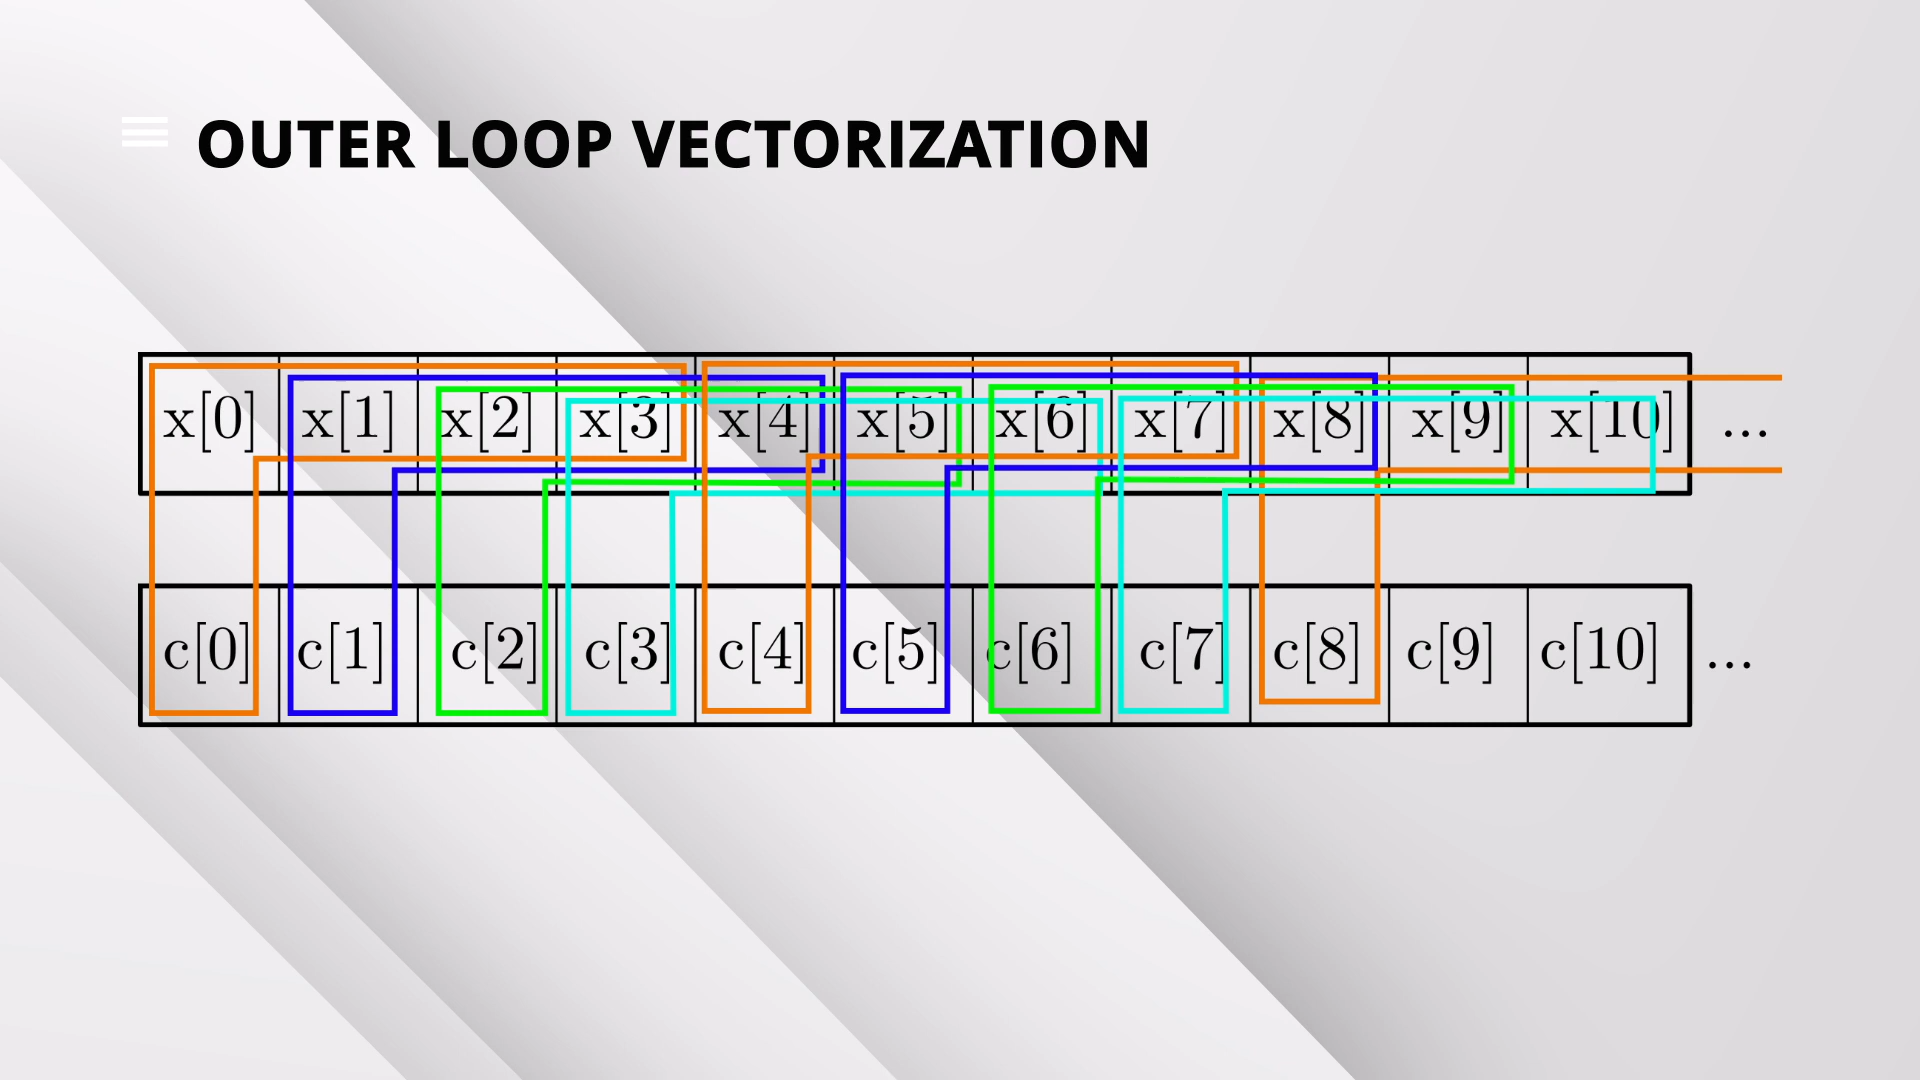 OUTER LOOP VECTORIZATION
x[0] x[1] x[2] x[3] x[4] x[5] x[6] x[7] x[8] x[9] x[10] ...
c[0] c[1] c[2] c[3] c[4] c[5] c[6] c[7] c[8] c[9] c[10] ...